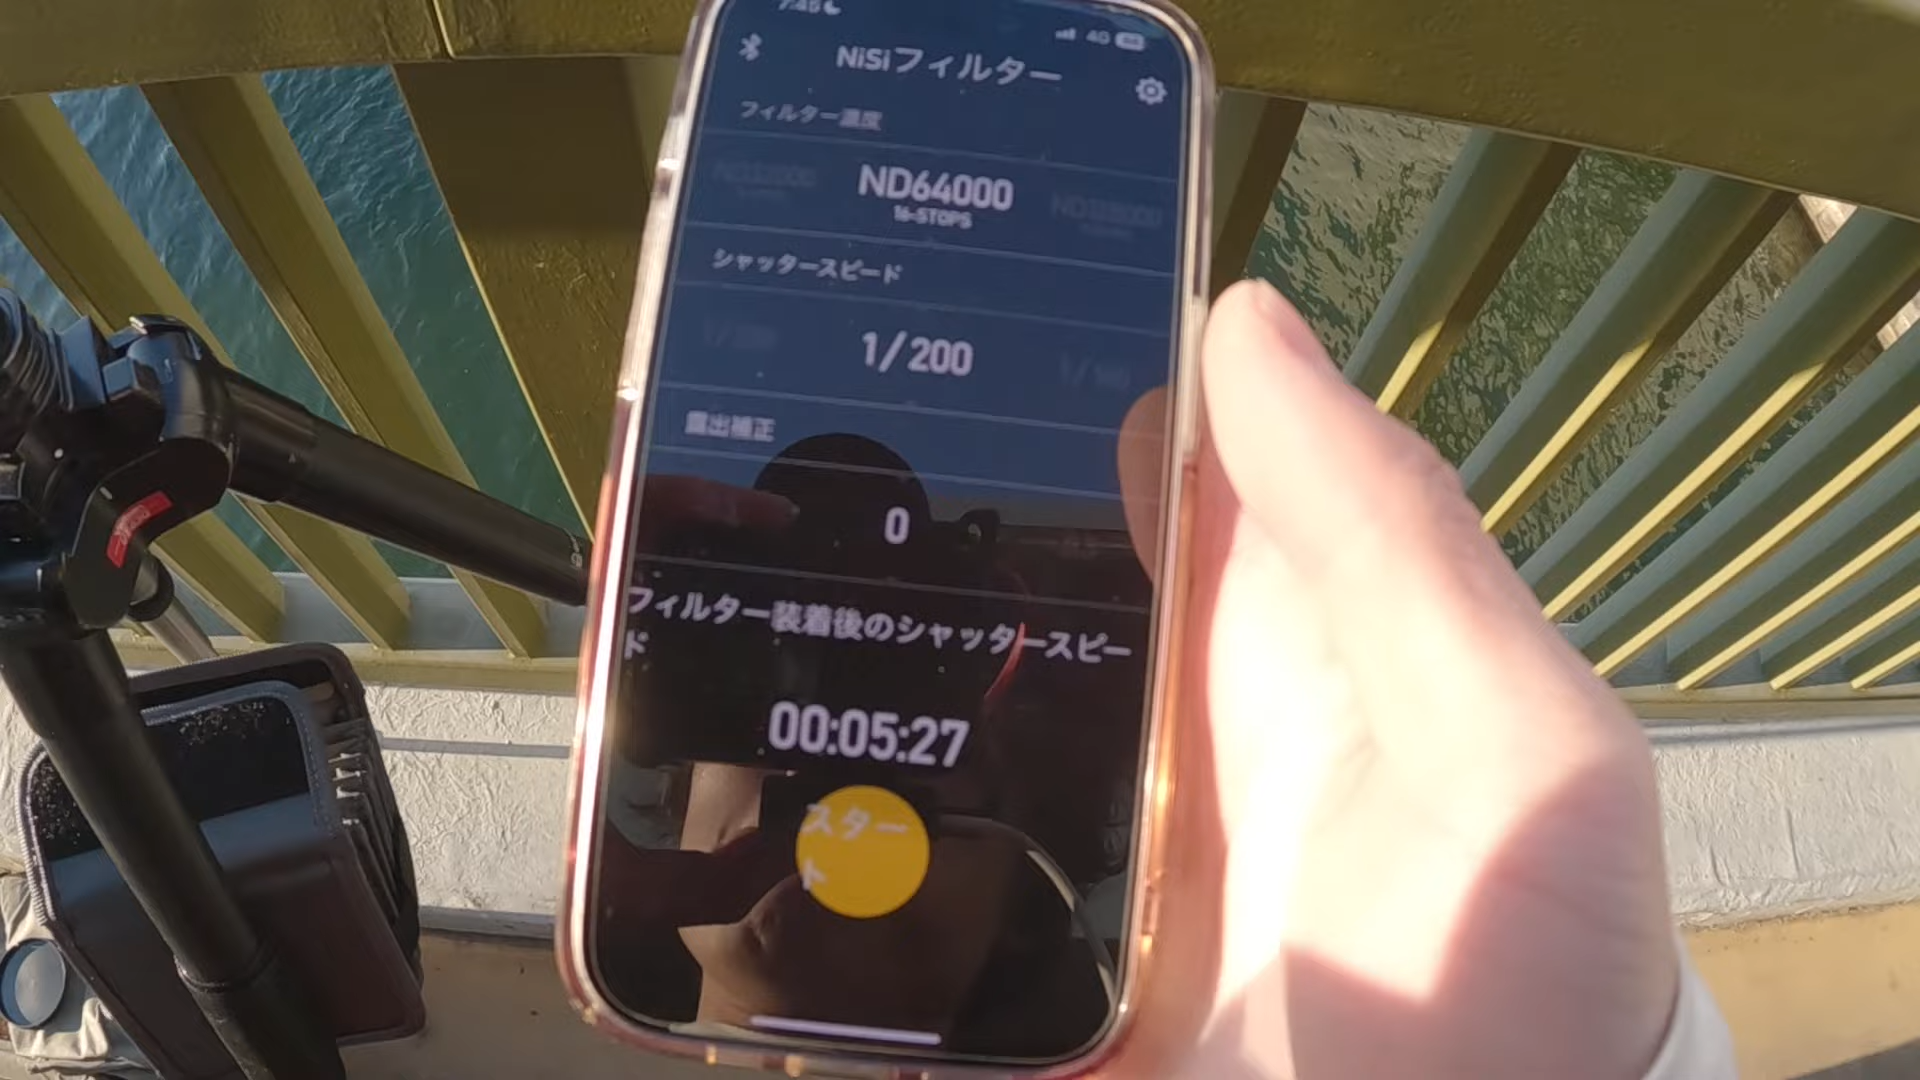 7:45
4G
NiSiフィルター
フィルター濃度
ND64000
16-STOPS
シャッタースピード
1/200
露出補正
0
フィルター装着後のシャッタースピー
ド
00:05:27
スター
ト